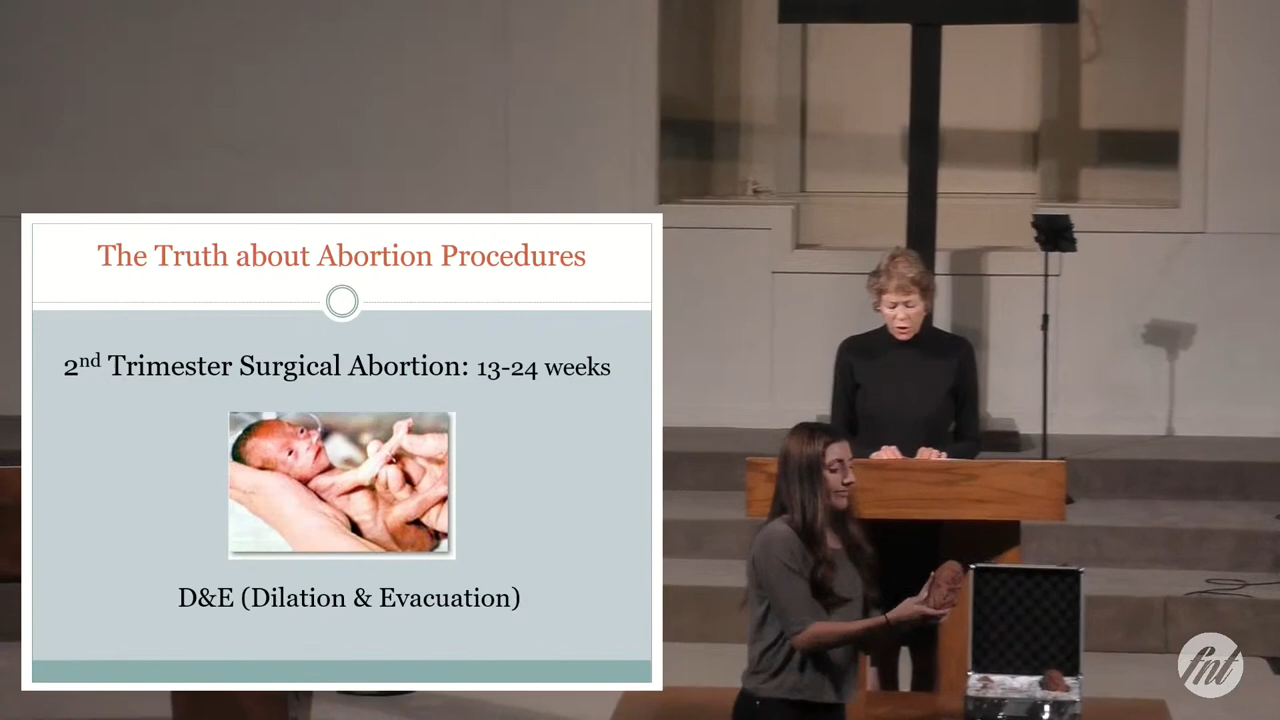 The Truth about Abortion Procedures
2nd Trimester Surgical Abortion: 13-24 weeks
D&E (Dilation & Evacuation)
fnt